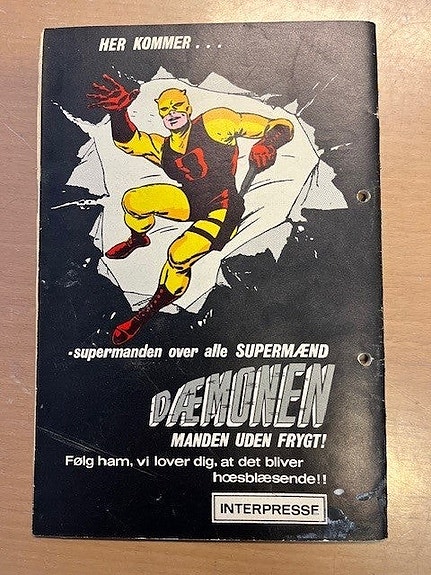 HER KOMMER . . .
-supermanden over alle SUPERMÆND
DÆMONEN
MANDEN UDEN FRYGT!
Følg ham, vi lover dig, at det bliver
hœsblæsende!!
INTERPRESSE